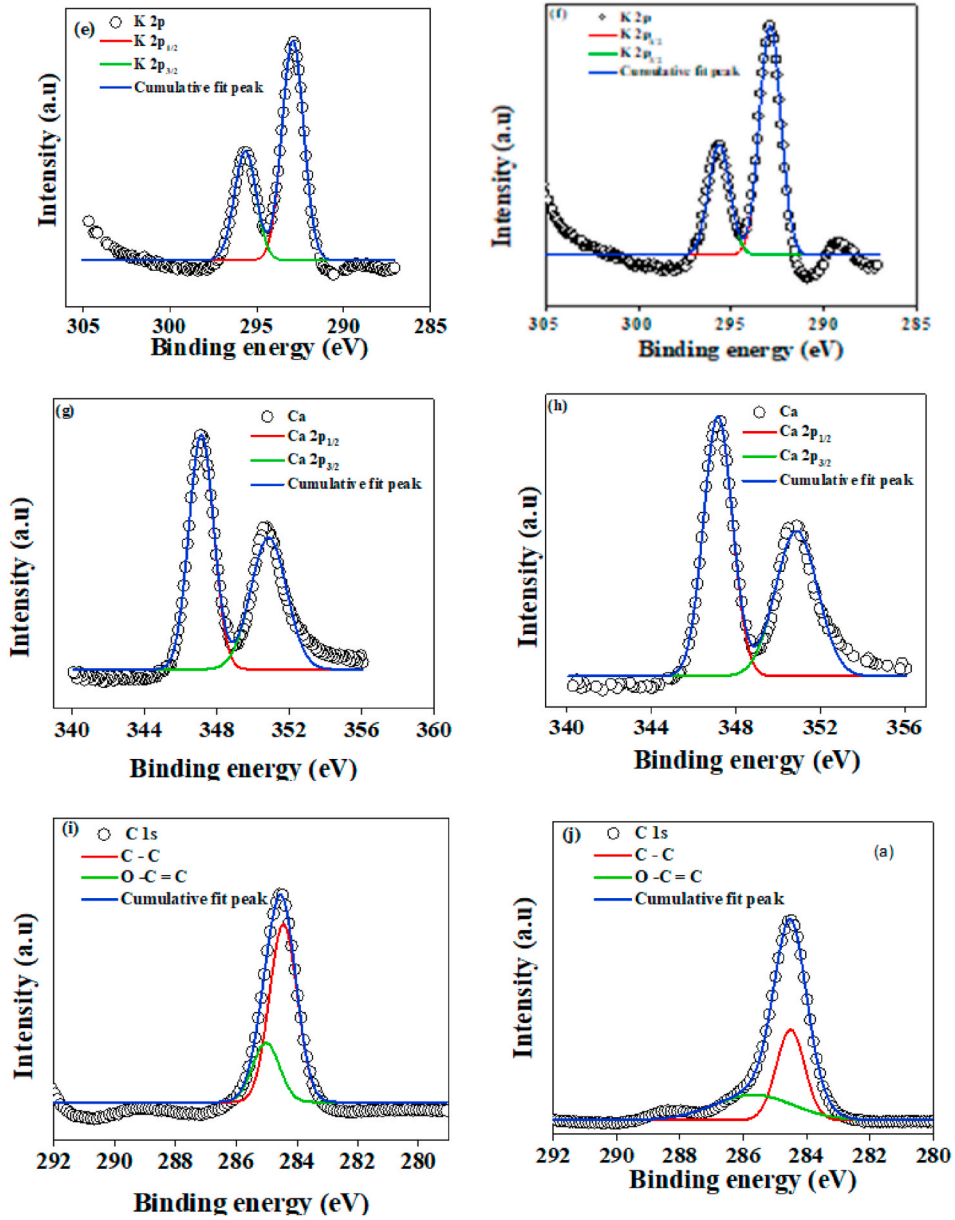 (e)
K 2p
K 2p1/2
K 2p3/2
Cumulative fit peak
Intensity (a.u)
305 300 295 290 285
Binding energy (eV)
(f)
K 2p
K 2p
K 2p
Cumulative fit peak
Intensity (a.u)
305 300 295 290 285
Binding energy (eV)
(g)
Ca
Ca 2p1/2
Ca 2p3/2
Cumulative fit peak
Intensity (a.u)
340 344 348 352 356 360
Binding energy (eV)
(h)
Ca
Ca 2p1/2
Ca 2p3/2
Cumulative fit peak
Intensity (a.u)
340 344 348 352 356
Binding energy (eV)
(i)
C 1s
C - C
O -C = C
Cumulative fit peak
Intensity (a.u)
292 290 288 286 284 282 280
Binding energy (eV)
(j)
C 1s
(a)
C - C
O -C = C
Cumulative fit peak
Intensity (a.u)
292 290 288 286 284 282 280
Binding energy (eV)